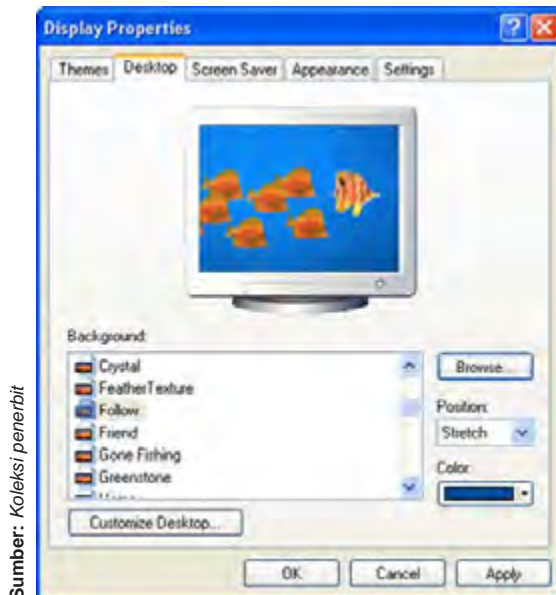 Display Properties
Themes Desktop Screen Saver Appearance Settings
Background:
Crystal
FeatherTexture
Follow
Friend
Gone Fishing
Greenstone
Browse...
Position:
Stretch
Color:
Customize Desktop...
OK Cancel Apply
Sumber: Koleksi penerbit